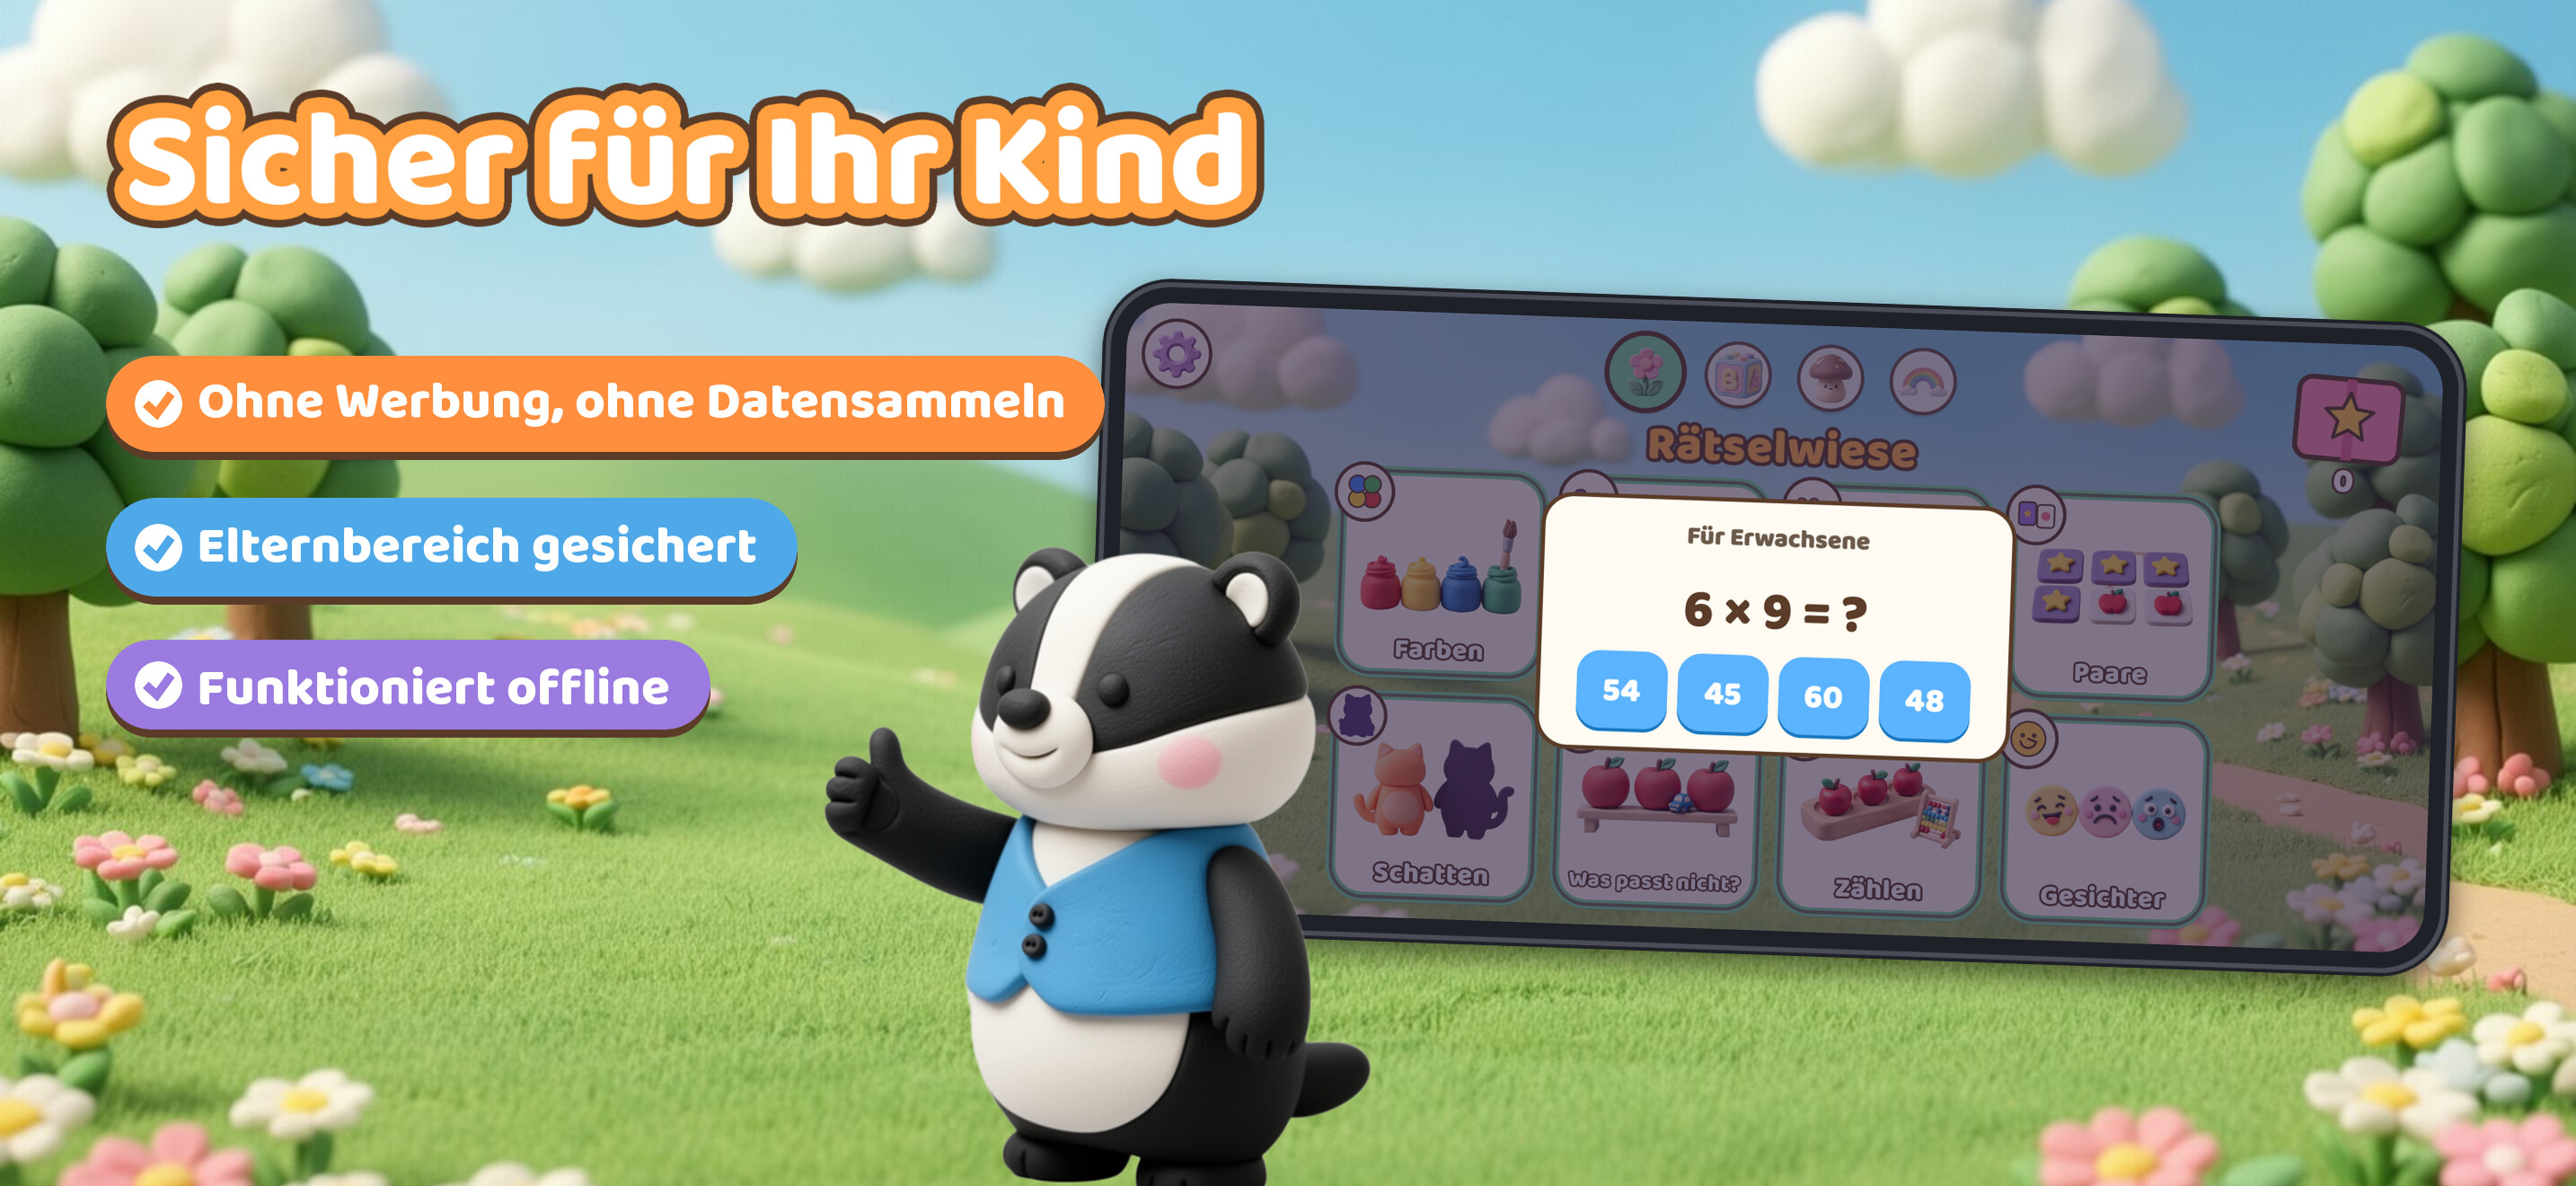 Sicher für Ihr Kind
Ohne Werbung, ohne Datensammeln
Elternbereich gesichert
Funktioniert offline
Rätselwiese
0
Für Erwachsene
6 × 9 = ?
54 45 60 48
Farben
Paare
Schatten
Was passt nicht?
Zählen
Gesichter